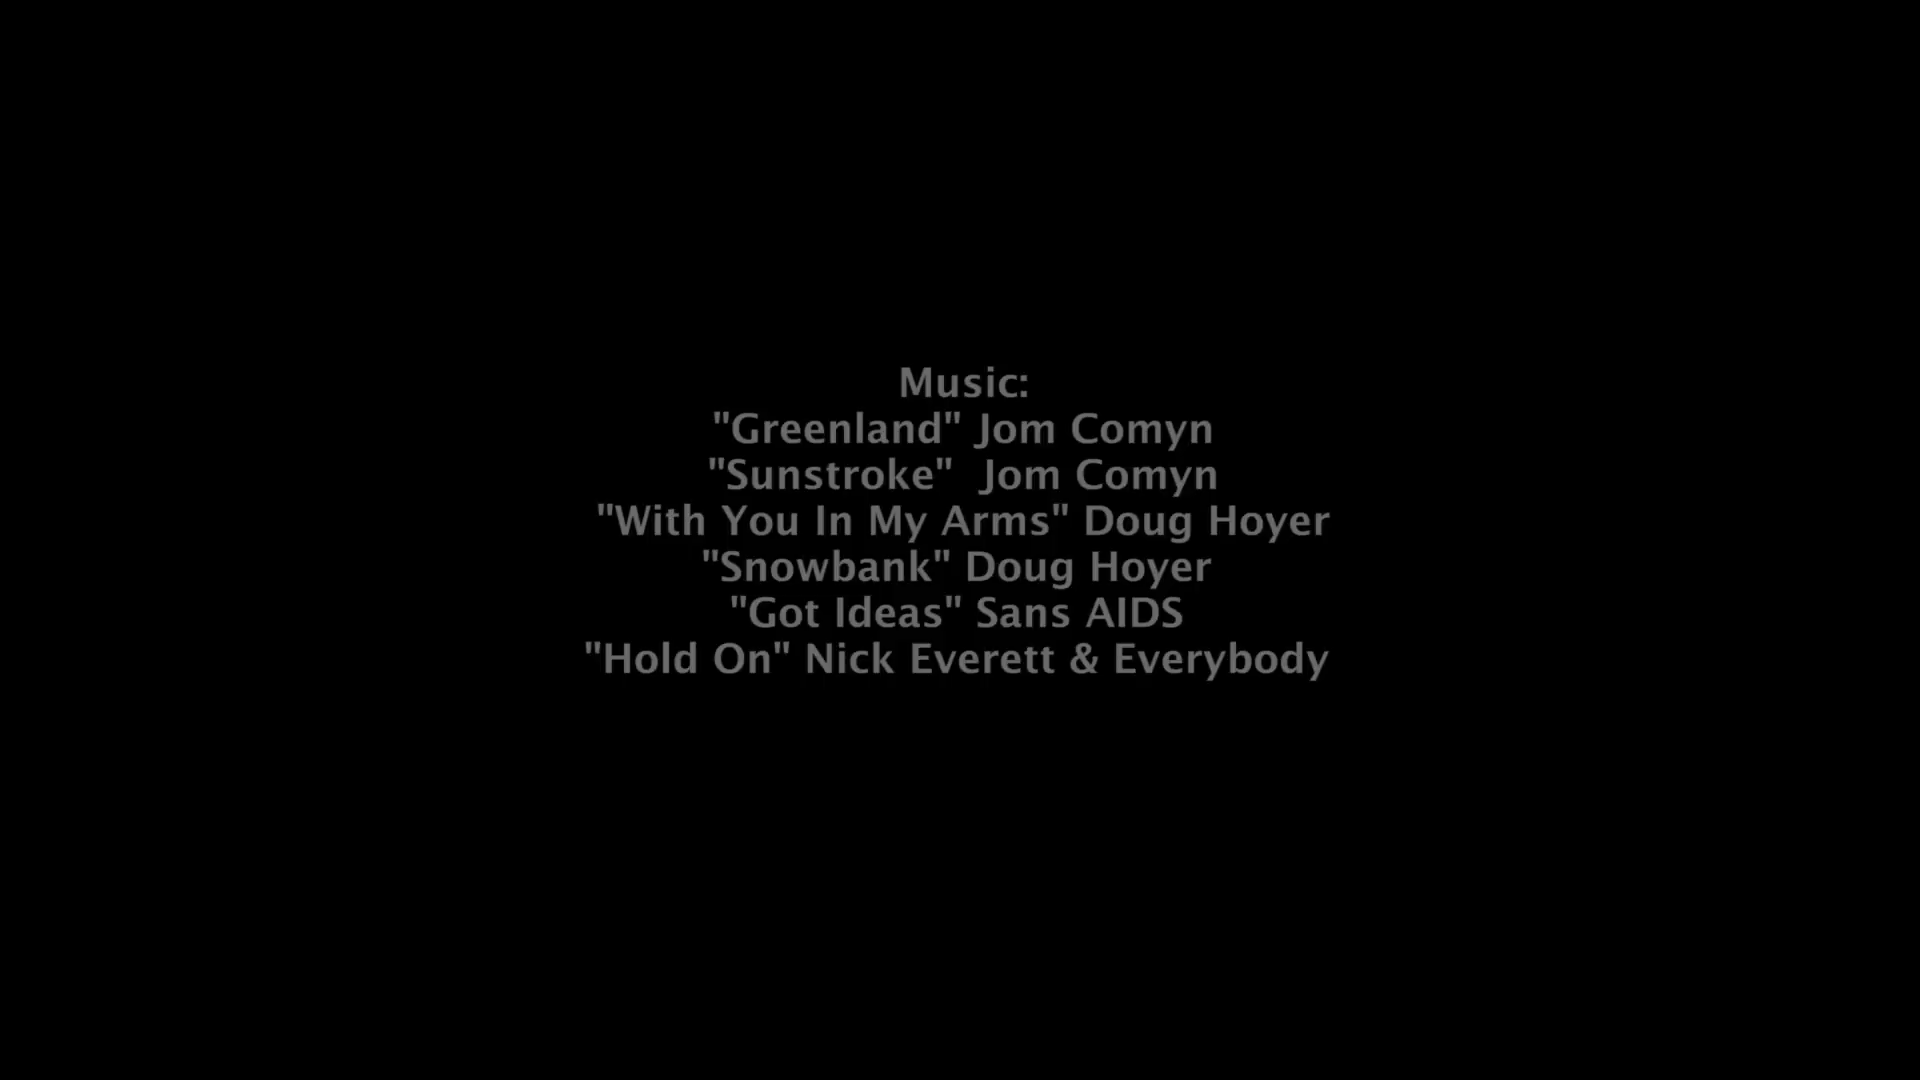 Music:
"Greenland" Jom Comyn
"Sunstroke"  Jom Comyn
"With You In My Arms" Doug Hoyer
"Snowbank" Doug Hoyer
"Got Ideas" Sans AIDS
"Hold On" Nick Everett & Everybody